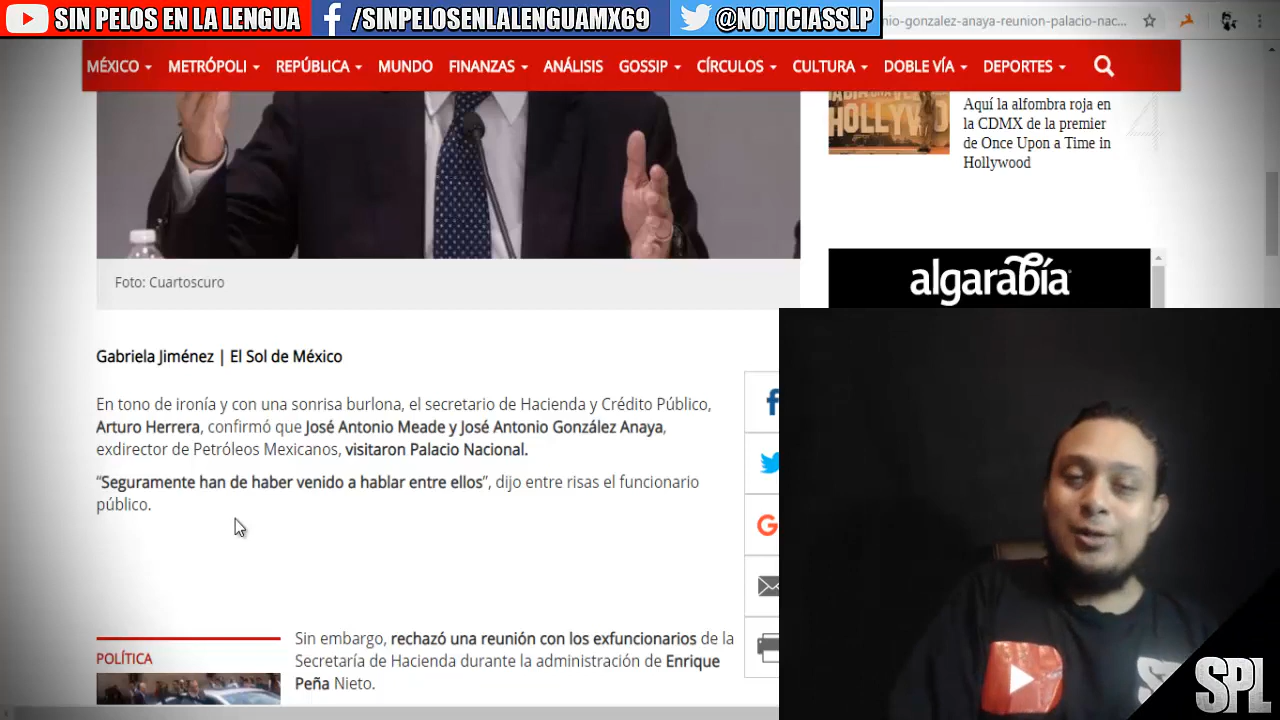 SIN PELOS EN LA LENGUA
/SINPELOSENLALENGUAMX69
@NOTICIASSLP
nio-gonzalez-anaya-reunion-palacio-nac...
MÉXICO METRÓPOLI REPÚBLICA MUNDO FINANZAS ANÁLISIS GOSSIP CÍRCULOS CULTURA DOBLE VÍA DEPORTES
HOLLYWO
Aquí la alfombra roja en
la CDMX de la premier
de Once Upon a Time in
Hollywood
4
Foto: Cuartoscuro
algarabía
Gabriela Jiménez | El Sol de México
En tono de ironía y con una sonrisa burlona, el secretario de Hacienda y Crédito Público,
Arturo Herrera, confirmó que José Antonio Meade y José Antonio González Anaya,
exdirector de Petróleos Mexicanos, visitaron Palacio Nacional.
“Seguramente han de haber venido a hablar entre ellos”, dijo entre risas el funcionario
público.
POLÍTICA
Sin embargo, rechazó una reunión con los exfuncionarios de la
Secretaría de Hacienda durante la administración de Enrique
Peña Nieto.
SPL